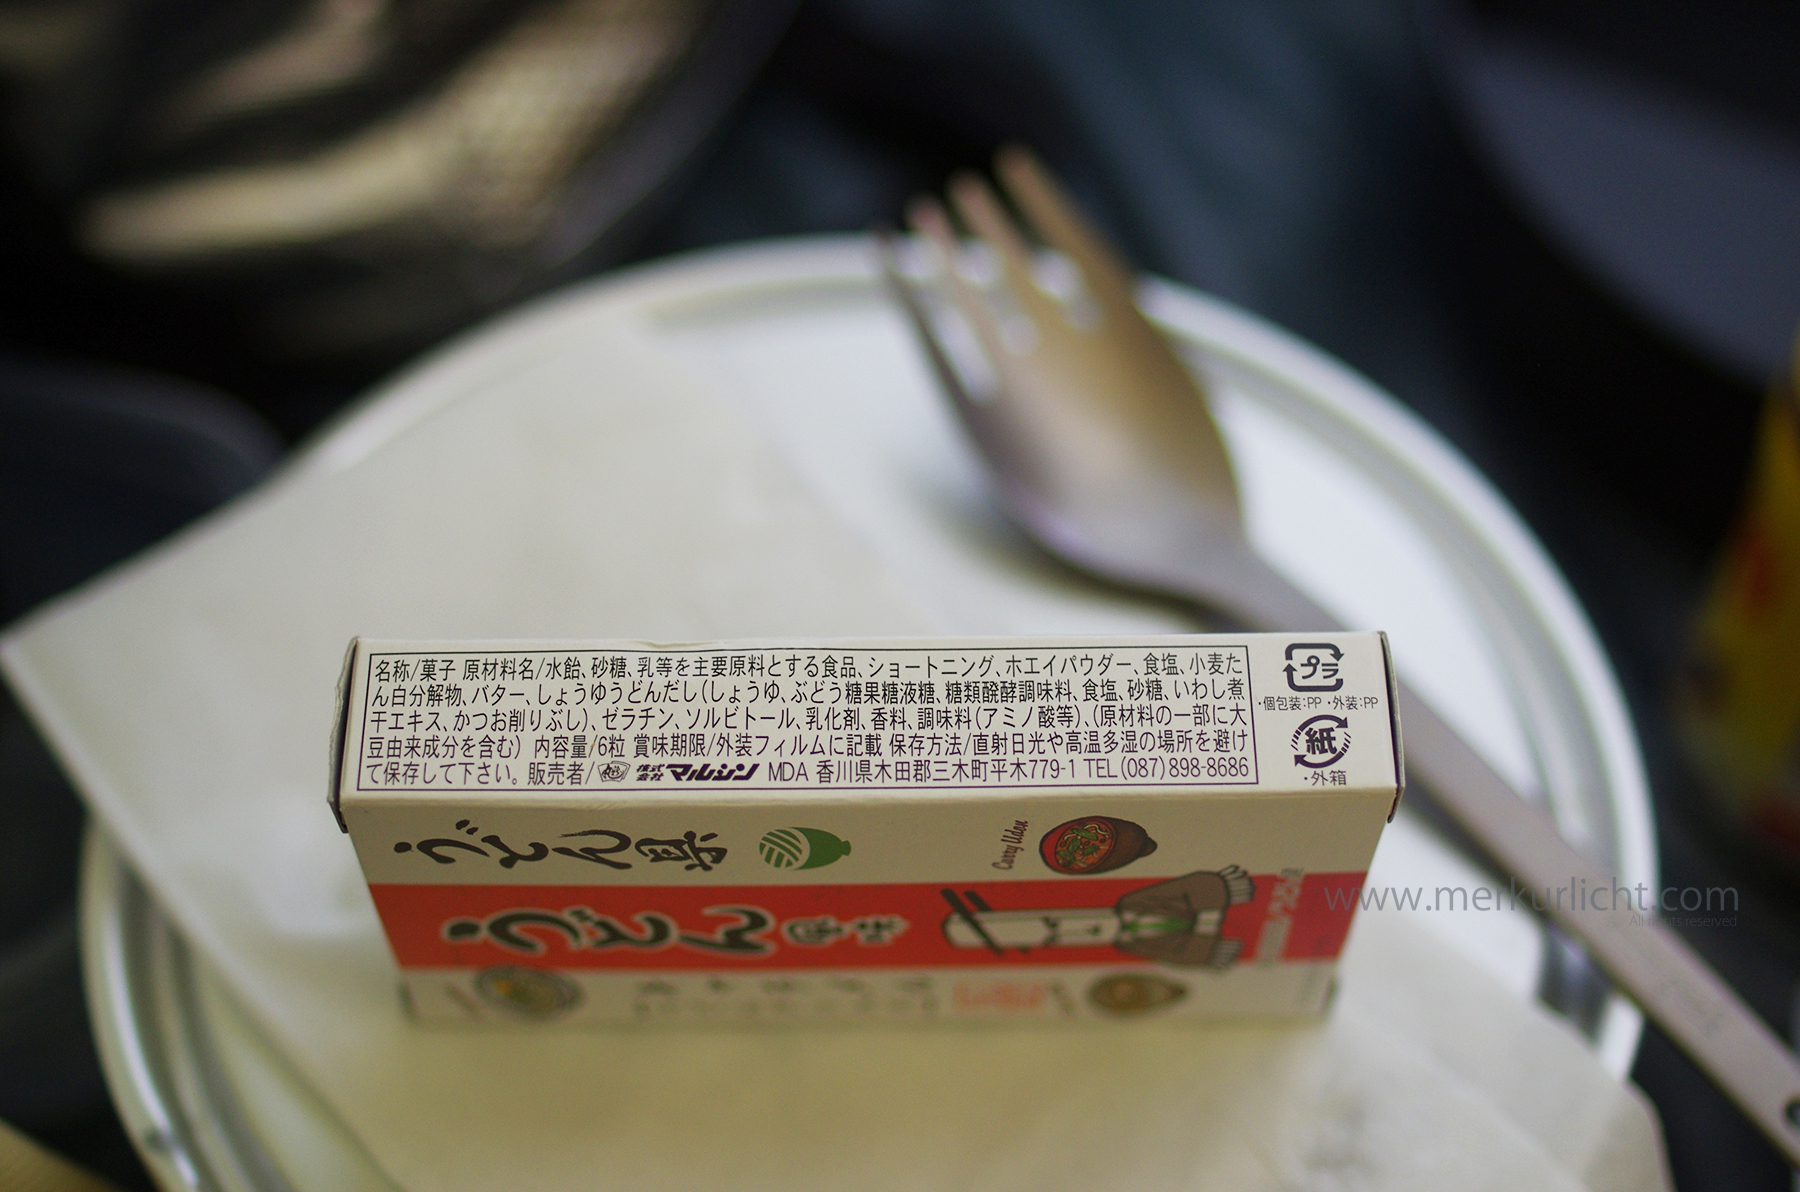 名称/菓子 原材料名/水飴、砂糖、乳等を主要原料とする食品、ショートニング、ホエイパウダー、食塩、小麦た
ん白分解物、バター、しょうゆうどんだし(しょうゆ、ぶどう糖果糖液糖、糖類醗酵調味料、食塩、砂糖、いわし煮
干エキス、かつお削りぶし)、ゼラチン、ソルビトール、乳化剤、香料、調味料(アミノ酸等)、(原材料の一部に大
豆由来成分を含む) 内容量/6粒 賞味期限/外装フィルムに記載 保存方法/直射日光や高温多湿の場所を避け
て保存して下さい。販売者/ 株式会社 マルシン MDA 香川県木田郡三木町平木779-1 TEL(087)898-8686
プラ
・個包装:PP ・外装:PP
紙
・外箱
うどん県
Curry Udon
うどん
www.merkurlicht.com
All rights reserved